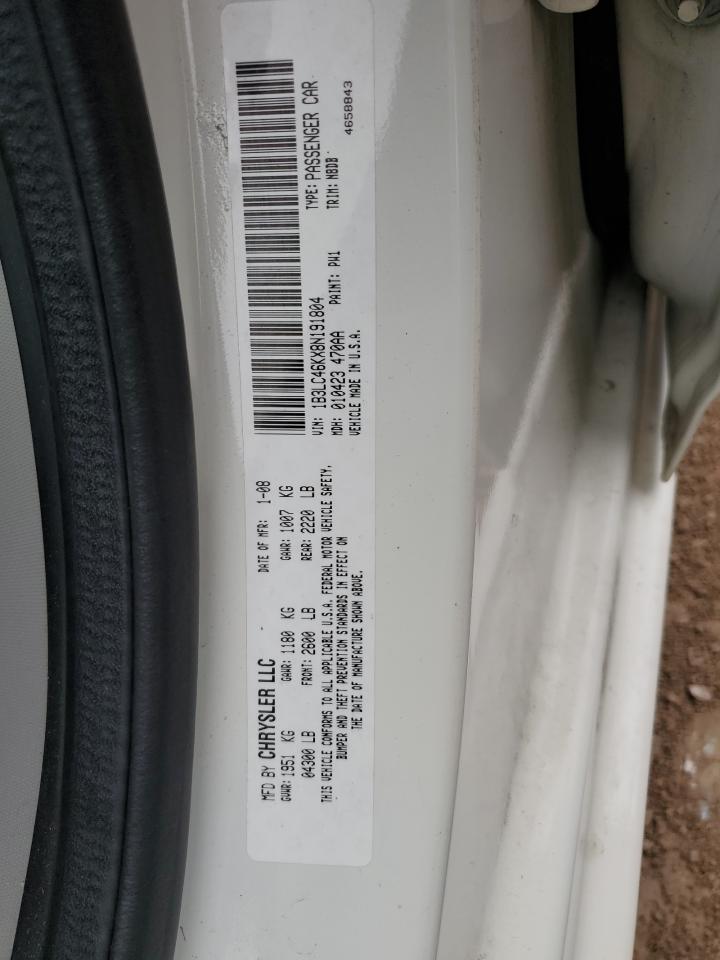 MFD BY CHRYSLER LLC DATE OF MFR: 1-08
GVWR: 1951 KG GAWR: 1180 KG GAWR: 1007 KG
04300 LB FRONT: 2600 LB REAR: 2220 LB
THIS VEHICLE CONFORMS TO ALL APPLICABLE U.S.A. FEDERAL MOTOR VEHICLE SAFETY,
BUMPER AND THEFT PREVENTION STANDARDS IN EFFECT ON
THE DATE OF MANUFACTURE SHOWN ABOVE.
VIN: 1B3LC46KX8N191804 TYPE: PASSENGER CAR
MDH: 010423 470AA PAINT: PW1 TRIM: N8DB
VEHICLE MADE IN U.S.A. 4658843